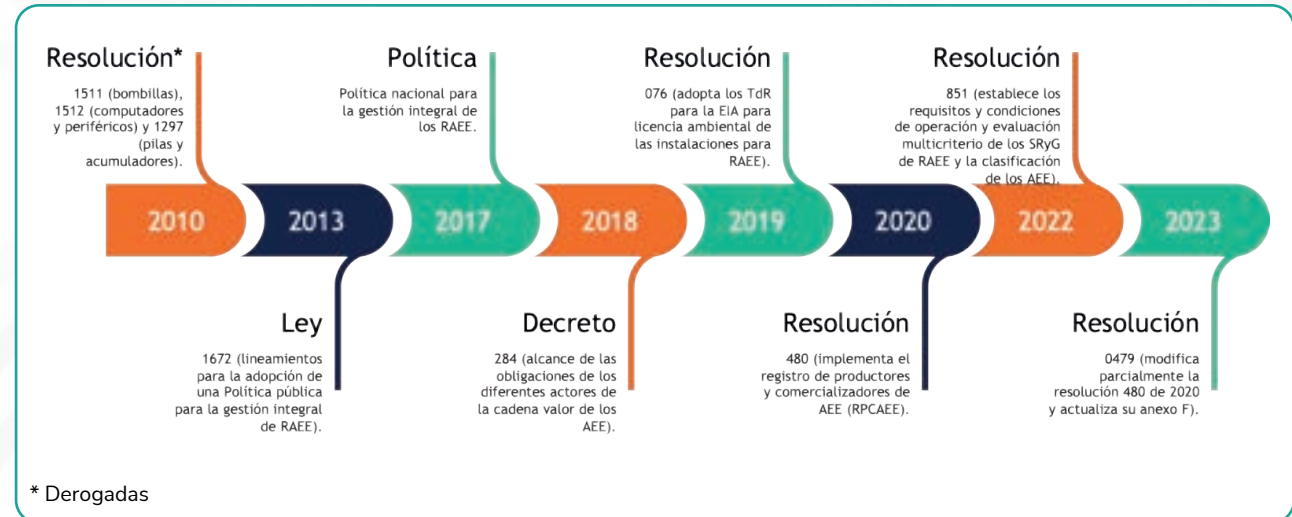 Resolución*
1511 (bombillas),
1512 (computadores
y periféricos) y 1297
(pilas y
acumuladores).
Política
Política nacional para
la gestión integral de
los RAEE.
Resolución
076 (adopta los TdR
para la EIA para
licencia ambiental de
las instalaciones para
RAEE).
Resolución
851 (establece los
requisitos y condiciones
de operación y evaluación
multicriterio de los SRyG
de RAEE y la clasificación
de los AEE).
2010
2013
2017
2018
2019
2020
2022
2023
Ley
1672 (lineamientos
para la adopción de
una Política pública
para la gestión integral
de RAEE).
Decreto
284 (alcance de las
obligaciones de los
diferentes actores de
la cadena valor de los
AEE).
Resolución
480 (implementa el
registro de productores
y comercializadores de
AEE (RPCAEE).
Resolución
0479 (modifica
parcialmente la
resolución 480 de 2020
y actualiza su anexo F).
* Derogadas